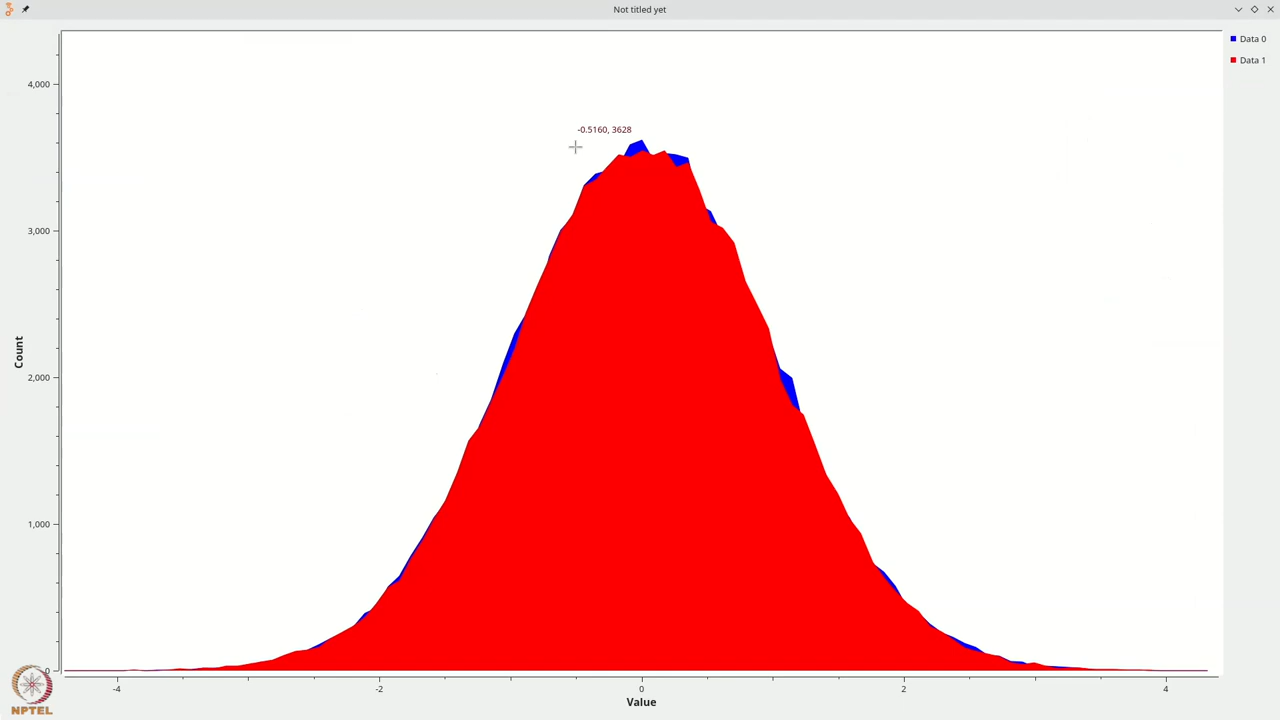 Not titled yet
Data 0
Data 1
-0.5160, 3628
4,000
3,000
2,000
1,000
0
Count
-4
-2
0
2
4
Value
NPTEL